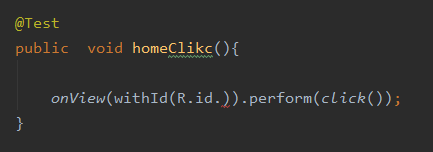 @Test
public  void homeClikc(){
onView(withId(R.id.)).perform(click());
}